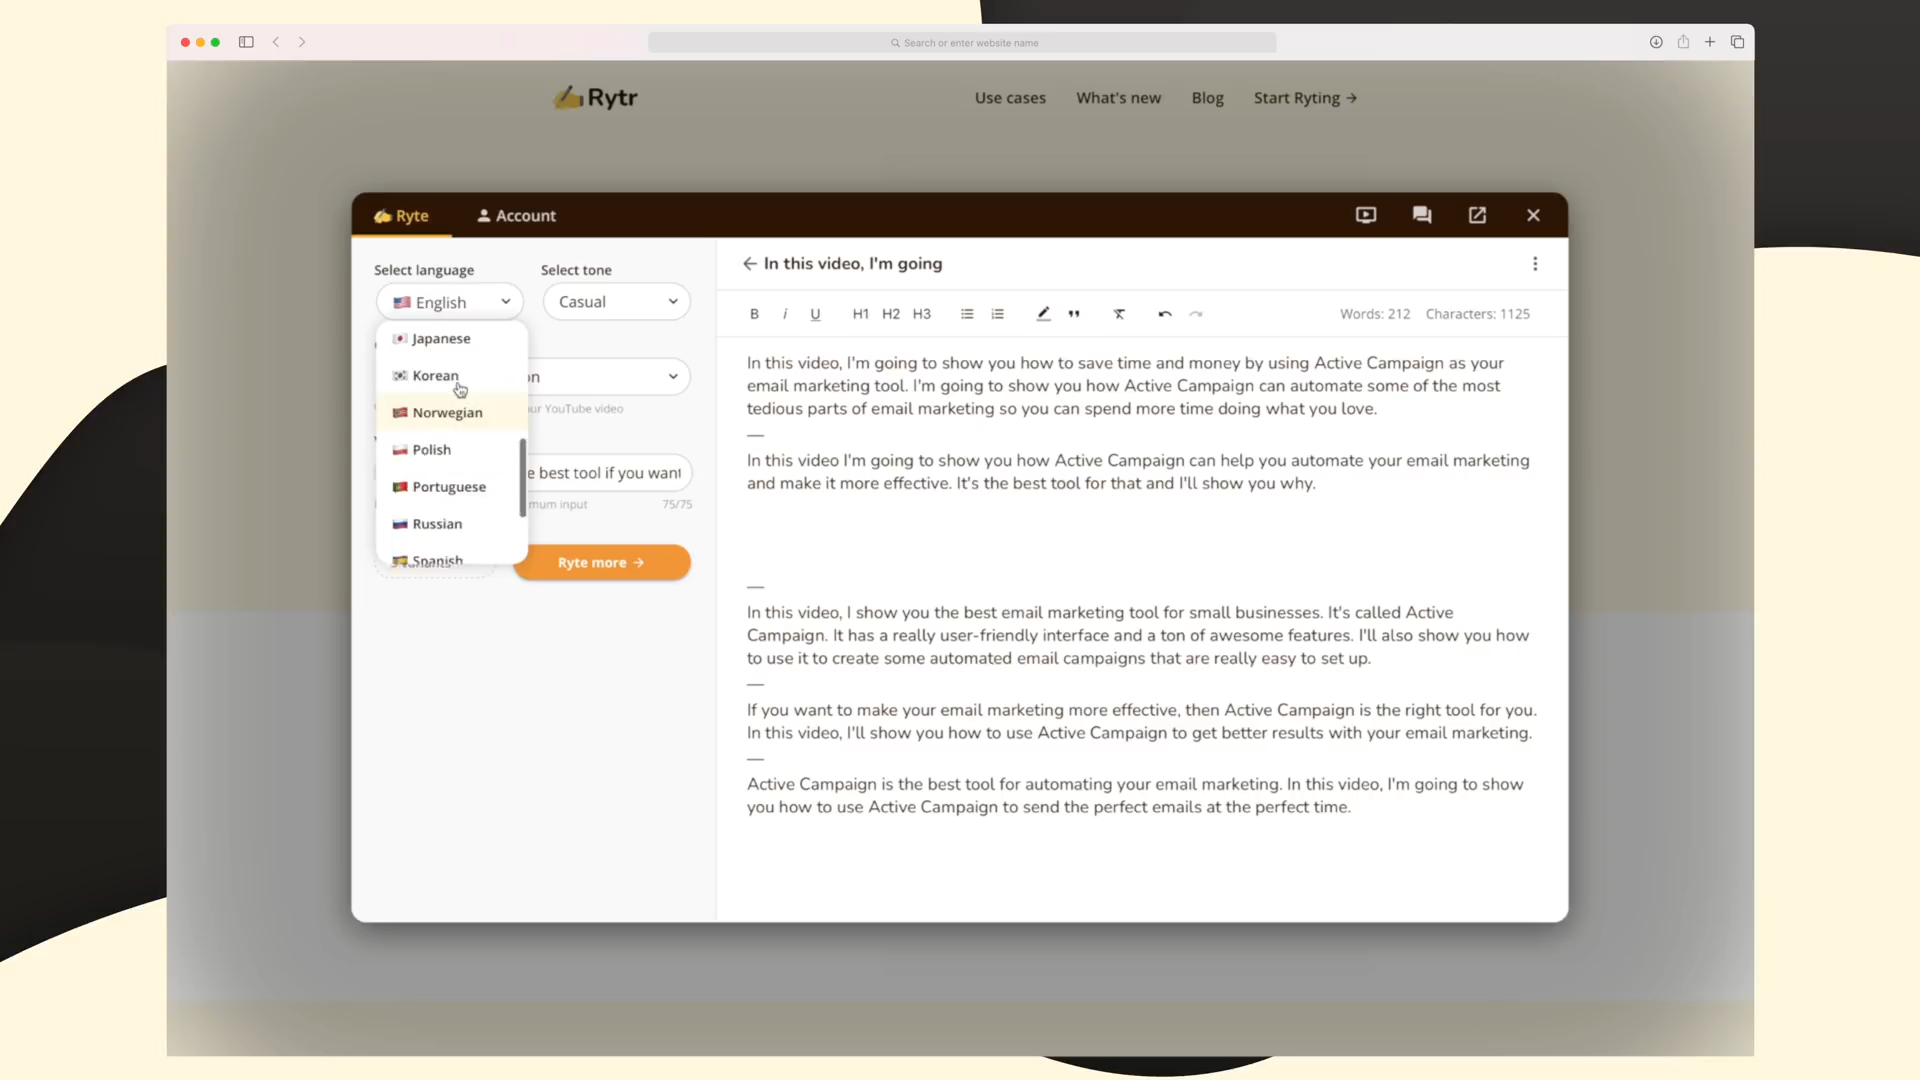 Search or enter website name
Rytr
Use cases
What's new
Blog
Start Ryting →
Ryte
Account
Select language
Select tone
English
Casual
Japanese
Korean
Norwegian
Polish
Portuguese
Russian
Spanish
on
ur YouTube video
e best tool if you want
mum input
75/75
Ryte more →
← In this video, I'm going
B i U H1 H2 H3
Words: 212 Characters: 1125
In this video, I'm going to show you how to save time and money by using Active Campaign as your
email marketing tool. I'm going to show you how Active Campaign can automate some of the most
tedious parts of email marketing so you can spend more time doing what you love.
—
In this video I'm going to show you how Active Campaign can help you automate your email marketing
and make it more effective. It's the best tool for that and I'll show you why.
—
In this video, I show you the best email marketing tool for small businesses. It's called Active
Campaign. It has a really user-friendly interface and a ton of awesome features. I'll also show you how
to use it to create some automated email campaigns that are really easy to set up.
—
If you want to make your email marketing more effective, then Active Campaign is the right tool for you.
In this video, I'll show you how to use Active Campaign to get better results with your email marketing.
—
Active Campaign is the best tool for automating your email marketing. In this video, I'm going to show
you how to use Active Campaign to send the perfect emails at the perfect time.